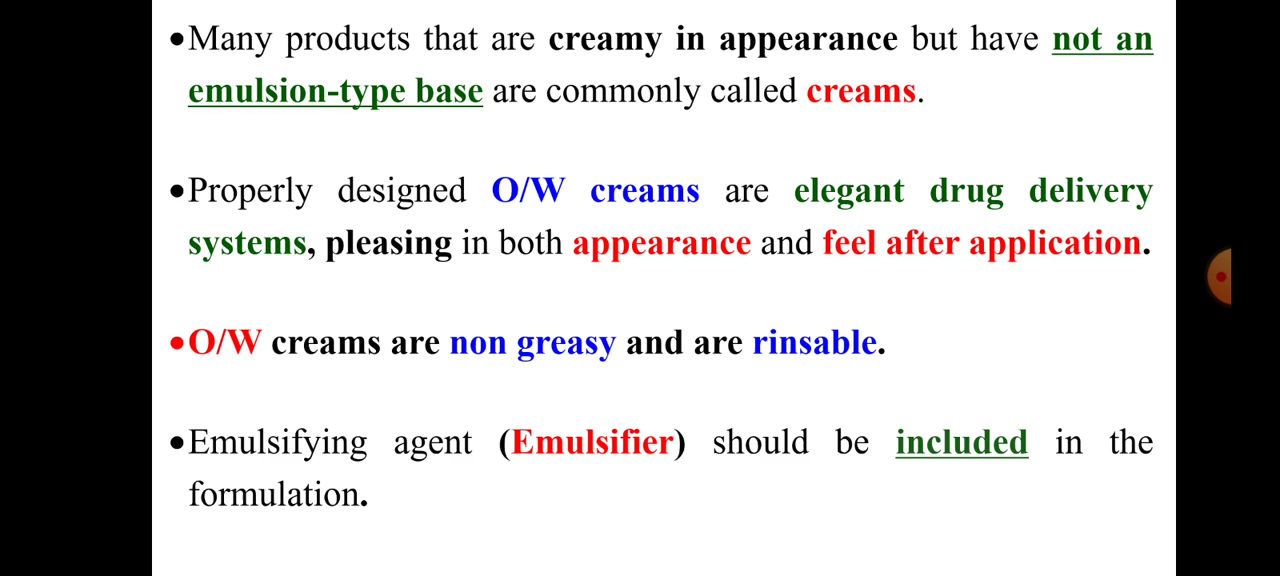 •Many products that are creamy in appearance but have not an
emulsion-type base are commonly called creams.
•Properly designed O/W creams are elegant drug delivery
systems, pleasing in both appearance and feel after application.
•O/W creams are non greasy and are rinsable.
•Emulsifying agent (Emulsifier) should be included in the
formulation.